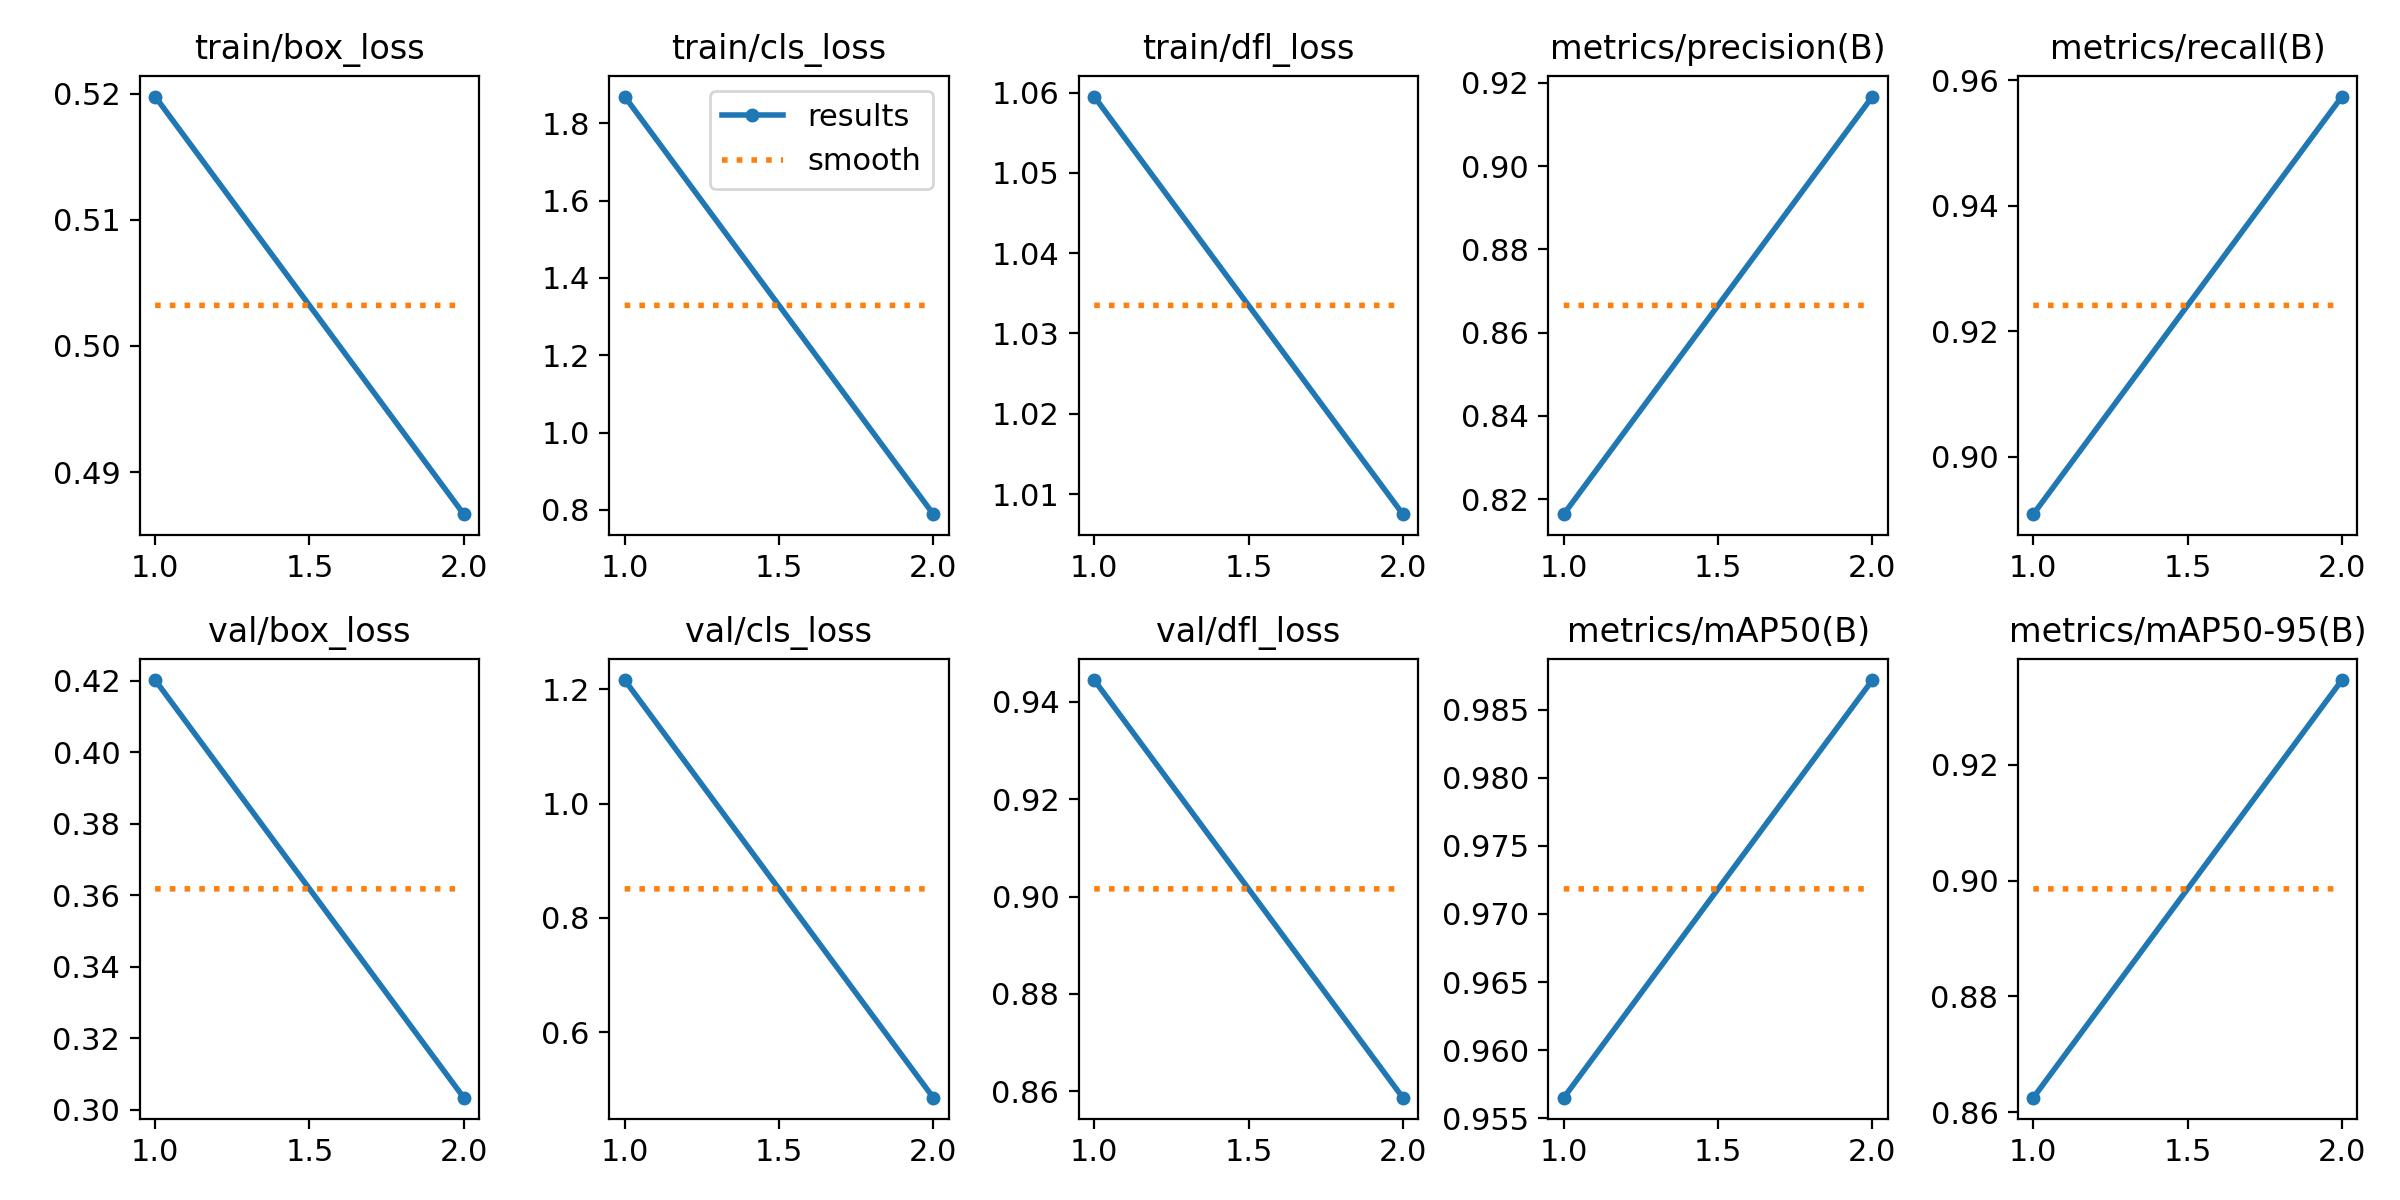 train/box_loss
0.52
0.51
0.50
0.49
1.0 1.5 2.0
train/cls_loss
results
smooth
1.8
1.6
1.4
1.2
1.0
0.8
1.0 1.5 2.0
train/dfl_loss
1.06
1.05
1.04
1.03
1.02
1.01
1.0 1.5 2.0
metrics/precision(B)
0.92
0.90
0.88
0.86
0.84
0.82
1.0 1.5 2.0
metrics/recall(B)
0.96
0.94
0.92
0.90
1.0 1.5 2.0
val/box_loss
0.42
0.40
0.38
0.36
0.34
0.32
0.30
1.0 1.5 2.0
val/cls_loss
1.2
1.0
0.8
0.6
1.0 1.5 2.0
val/dfl_loss
0.94
0.92
0.90
0.88
0.86
1.0 1.5 2.0
metrics/mAP50(B)
0.985
0.980
0.975
0.970
0.965
0.960
0.955
1.0 1.5 2.0
metrics/mAP50-95(B)
0.92
0.90
0.88
0.86
1.0 1.5 2.0